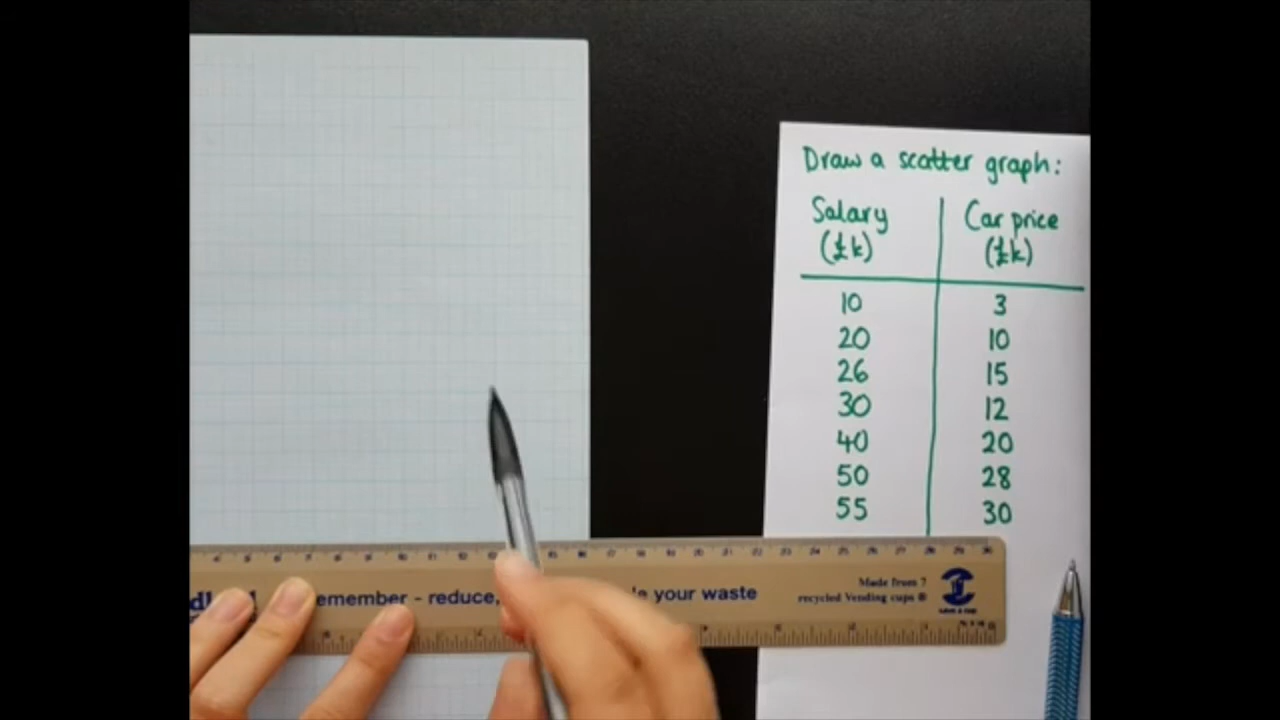 Draw a scatter graph:
Salary Car price
(£k) (£k)
10 3
20 10
26 15
30 12
40 20
50 28
55 30
emember - reduce, your waste
Made from 7
recycled Vending cups ®